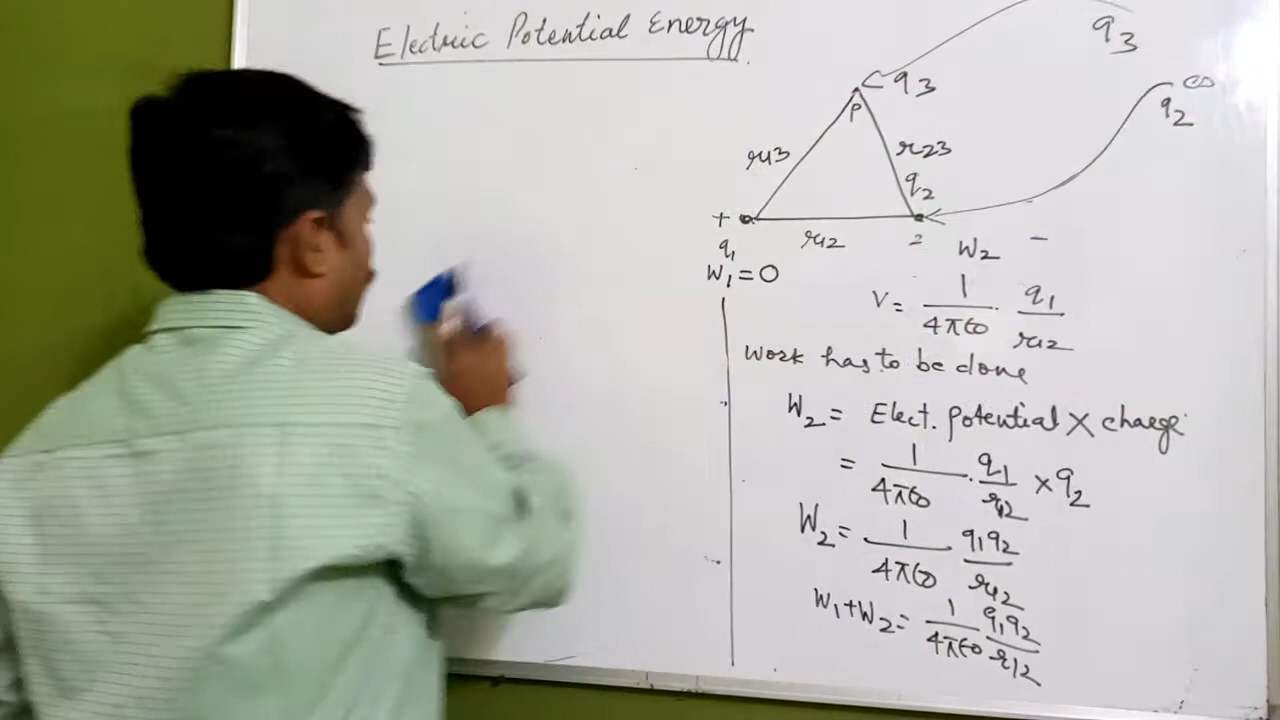 Electric Potential Energy
q3
q3
∞
q2
P
r13
r23
q2
+
q1
r12
2
W2 –
W1 = 0
V = 1/4πϵ0 · q1/r12
Work has to be done
W2 = Elect. potential × charge
= 1/4πϵ0 · q1/r12 × q2
W2 = 1/4πϵ0 q1q2/r12
W1+W2 = 1/4πϵ0 q1q2/r12